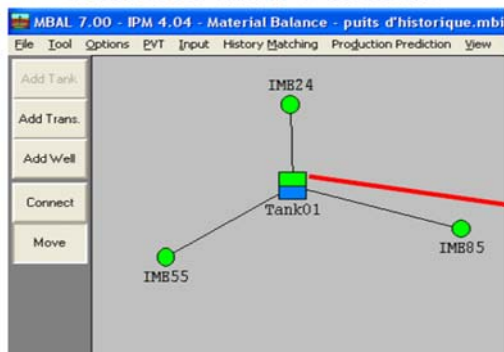 MBAL 7.00 - IPM 4.04 - Material Balance - puits d'historique.mbi
File Tool Options PVT Input History Matching Production Prediction View
Add Tank
Add Trans.
Add Well
Connect
Move
IMB24
Tank01
IMB85
IMB55